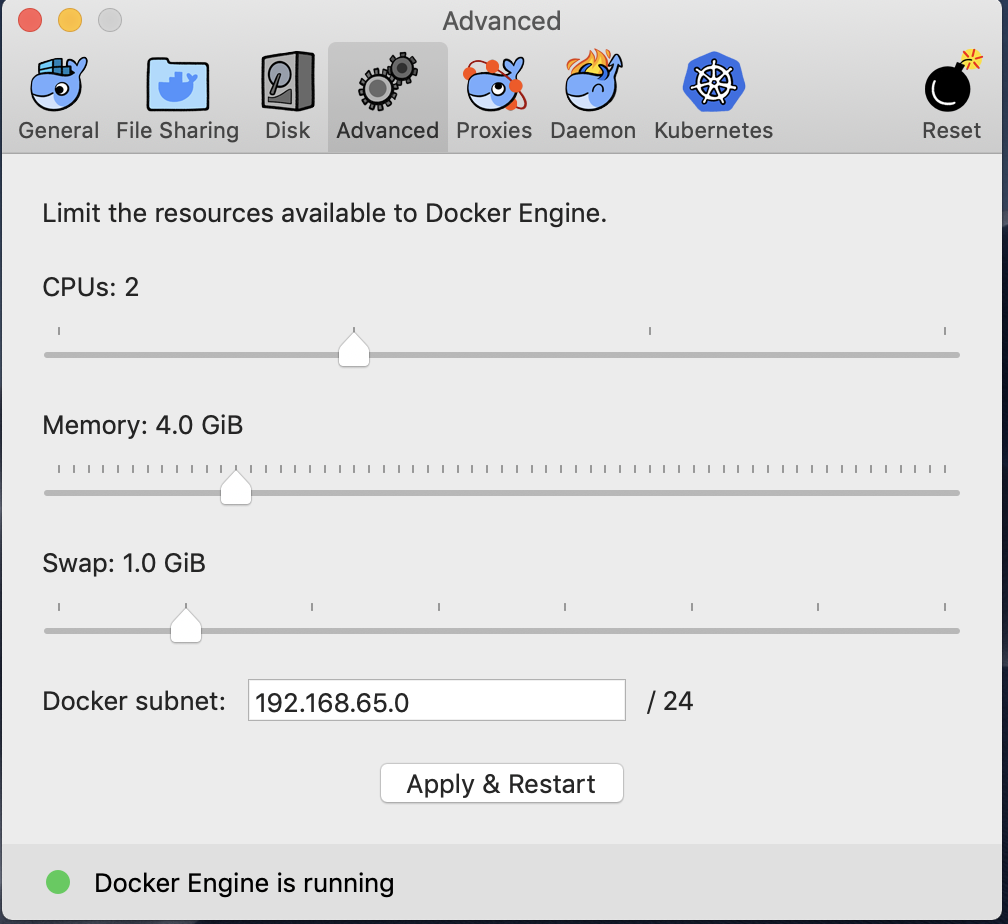 Advanced
General File Sharing Disk Advanced Proxies Daemon Kubernetes Reset
Limit the resources available to Docker Engine.
CPUs: 2
Memory: 4.0 GiB
Swap: 1.0 GiB
Docker subnet: 192.168.65.0 / 24
Apply & Restart
Docker Engine is running